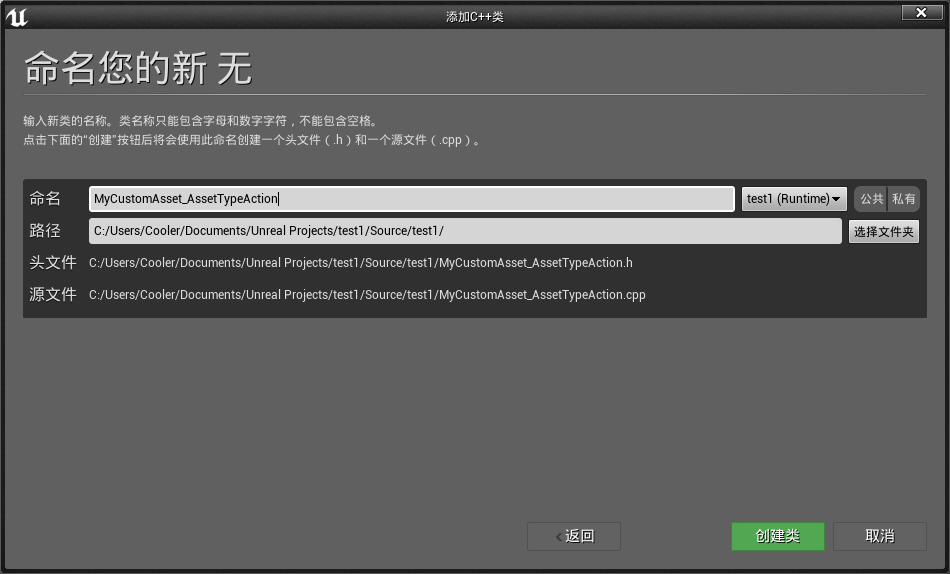 添加C++类
命名您的新 无
输入新类的名称。类名称只能包含字母和数字字符，不能包含空格。
点击下面的"创建"按钮后将会使用此命名创建一个头文件（.h）和一个源文件（.cpp）。
命名 MyCustomAsset_AssetTypeAction test1 (Runtime) 公共 私有
路径 C:/Users/Cooler/Documents/Unreal Projects/test1/Source/test1/ 选择文件夹
头文件 C:/Users/Cooler/Documents/Unreal Projects/test1/Source/test1/MyCustomAsset_AssetTypeAction.h
源文件 C:/Users/Cooler/Documents/Unreal Projects/test1/Source/test1/MyCustomAsset_AssetTypeAction.cpp
返回 创建类 取消